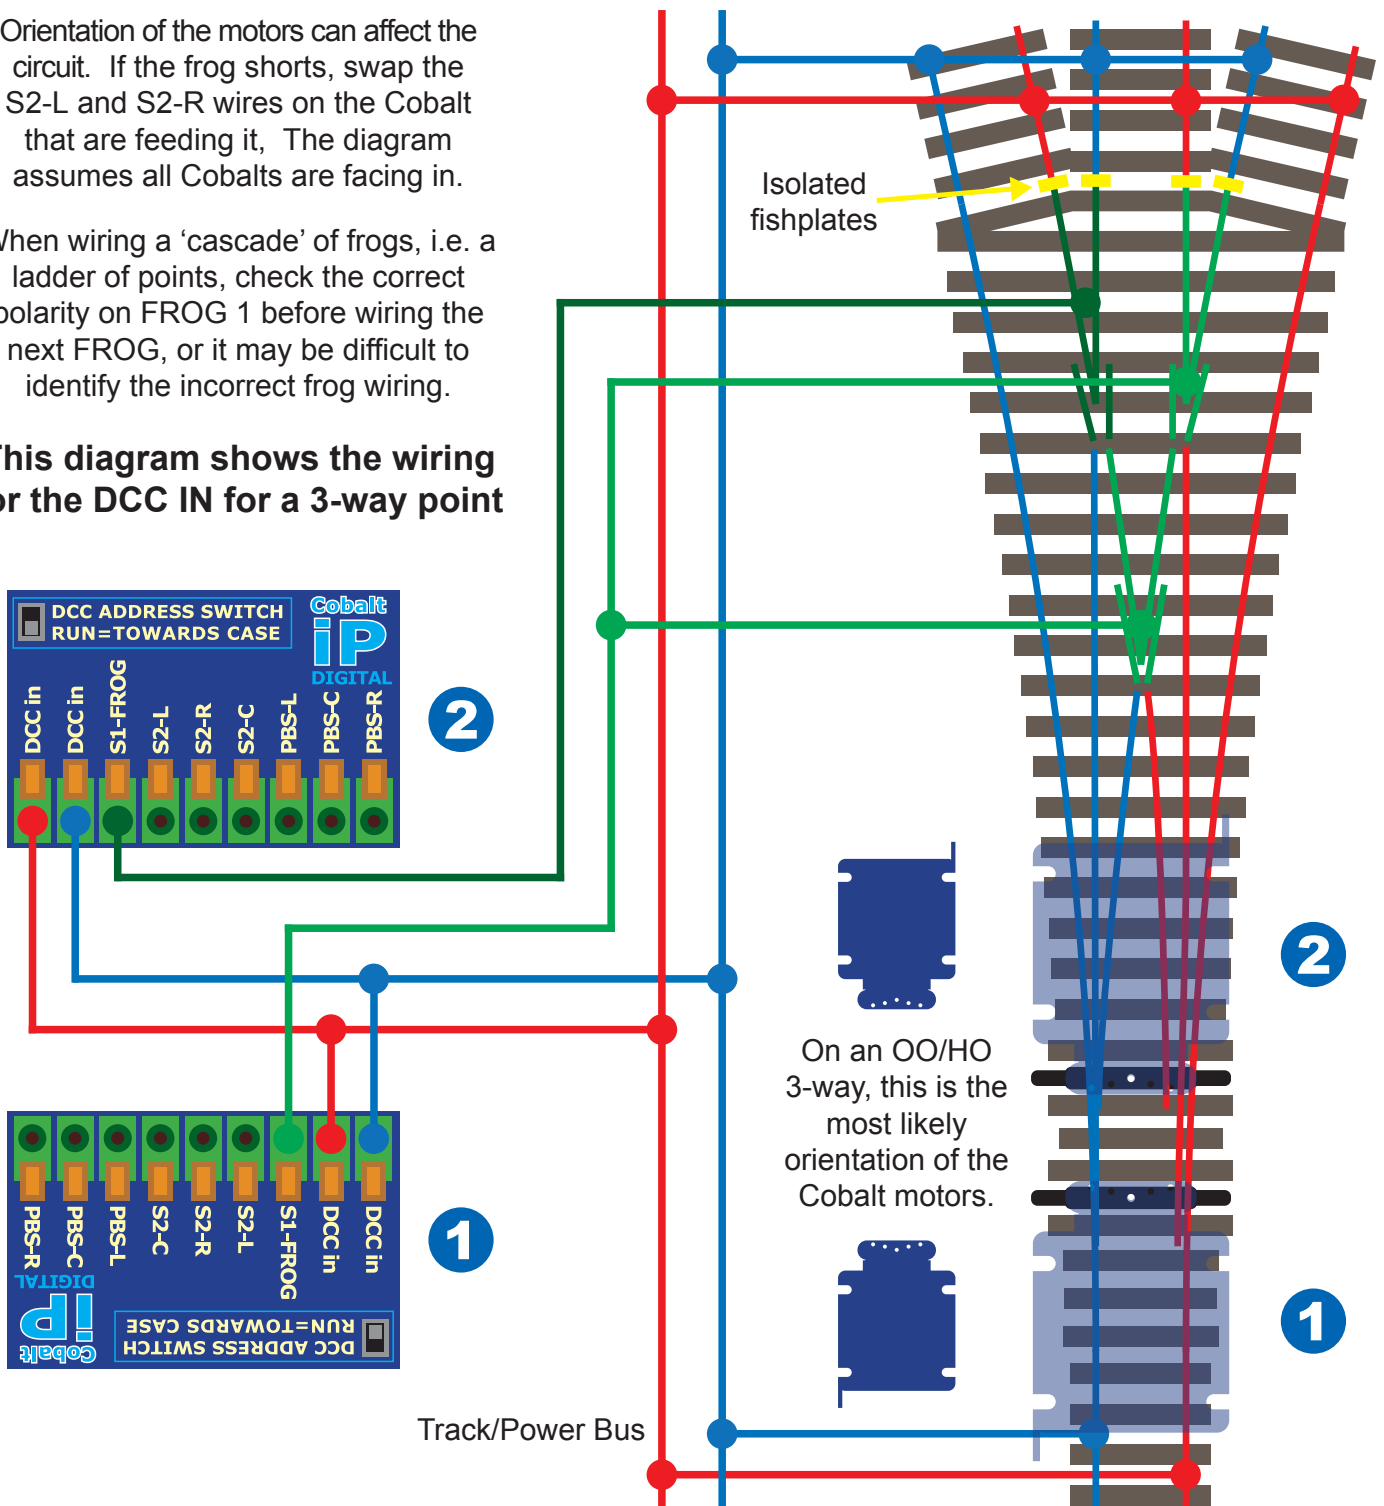 Orientation of the motors can affect the
circuit. If the frog shorts, swap the
S2-L and S2-R wires on the Cobalt
that are feeding it, The diagram
assumes all Cobalts are facing in.
When wiring a ‘cascade’ of frogs, i.e. a
ladder of points, check the correct
polarity on FROG 1 before wiring the
next FROG, or it may be difficult to
identify the incorrect frog wiring.
This diagram shows the wiring
for the DCC IN for a 3-way point
Isolated
fishplates
DCC ADDRESS SWITCH
RUN=TOWARDS CASE
Cobalt
iP
DIGITAL
DCC in
DCC in
S1-FROG
S2-L
S2-R
S2-C
PBS-L
PBS-C
PBS-R
2
2
On an OO/HO
3-way, this is the
most likely
orientation of the
Cobalt motors.
PBS-R
PBS-C
PBS-L
S2-C
S2-R
S2-L
S1-FROG
DCC in
DCC in
DIGITAL
iP
Cobalt
DCC ADDRESS SWITCH
RUN=TOWARDS CASE
1
1
Track/Power Bus